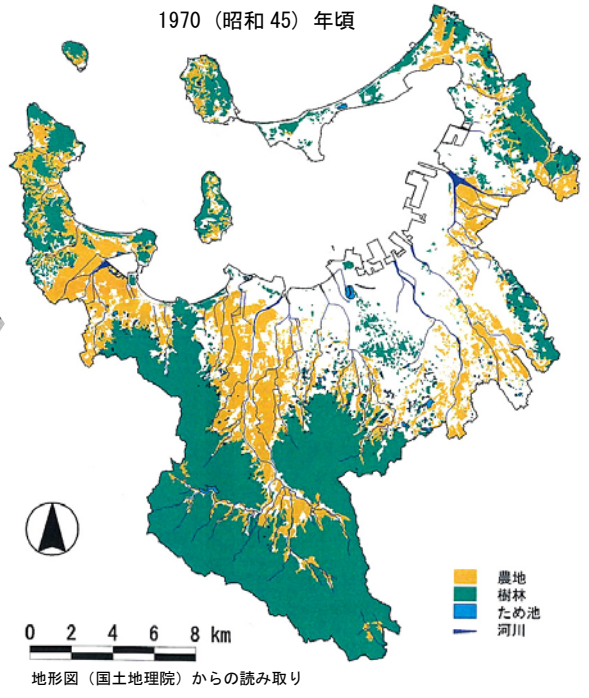 1970（昭和 45）年頃
農地
樹林
ため池
河川
0 2 4 6 8 km
地形図（国土地理院）からの読み取り